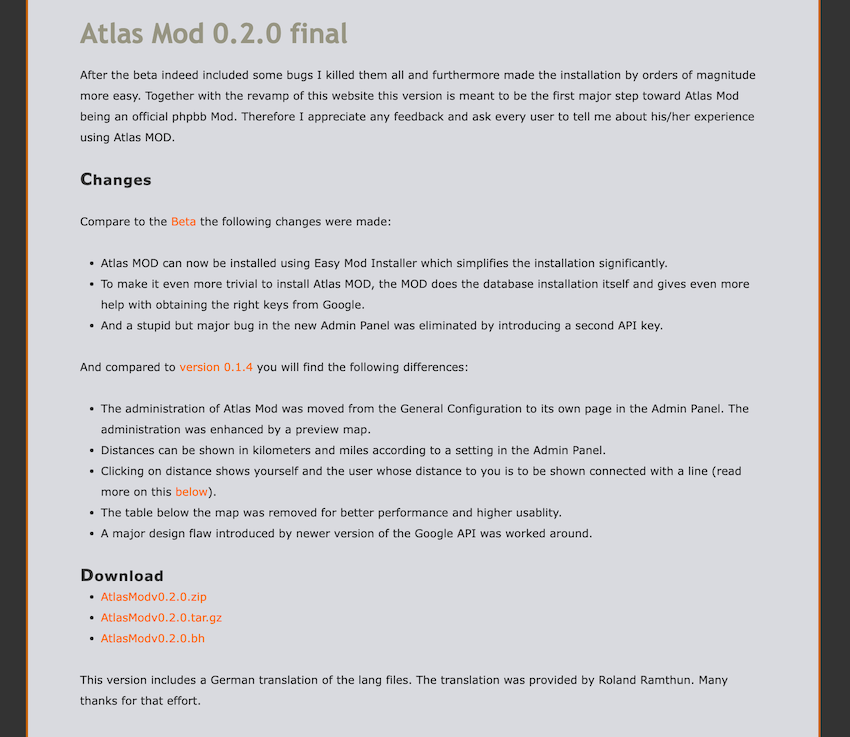 Atlas Mod 0.2.0 final
After the beta indeed included some bugs I killed them all and furthermore made the installation by orders of magnitude
more easy. Together with the revamp of this website this version is meant to be the first major step toward Atlas Mod
being an official phpbb Mod. Therefore I appreciate any feedback and ask every user to tell me about his/her experience
using Atlas MOD.
Changes
Compare to the Beta the following changes were made:
• Atlas MOD can now be installed using Easy Mod Installer which simplifies the installation significantly.
• To make it even more trivial to install Atlas MOD, the MOD does the database installation itself and gives even more
help with obtaining the right keys from Google.
• And a stupid but major bug in the new Admin Panel was eliminated by introducing a second API key.
And compared to version 0.1.4 you will find the following differences:
• The administration of Atlas Mod was moved from the General Configuration to its own page in the Admin Panel. The
administration was enhanced by a preview map.
• Distances can be shown in kilometers and miles according to a setting in the Admin Panel.
• Clicking on distance shows yourself and the user whose distance to you is to be shown connected with a line (read
more on this below).
• The table below the map was removed for better performance and higher usablity.
• A major design flaw introduced by newer version of the Google API was worked around.
Download
• AtlasModv0.2.0.zip
• AtlasModv0.2.0.tar.gz
• AtlasModv0.2.0.bh
This version includes a German translation of the lang files. The translation was provided by Roland Ramthun. Many
thanks for that effort.